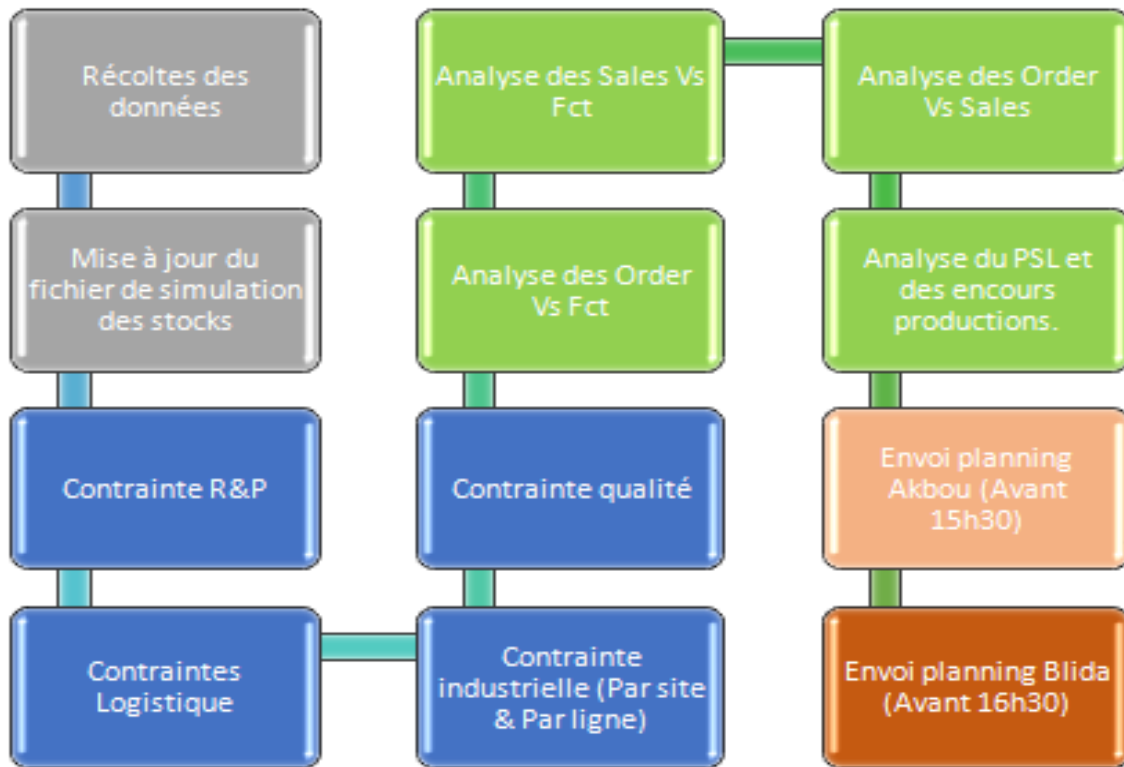 Récoltes des
données
Mise à jour du
fichier de simulation
des stocks
Contrainte R&P
Contraintes
Logistique
Contrainte
industrielle (Par site
& Par ligne)
Contrainte qualité
Analyse des Order
Vs Fct
Analyse des Sales Vs
Fct
Analyse des Order
Vs Sales
Analyse du PSL et
des encours
productions.
Envoi planning
Akbou (Avant
15h30)
Envoi planning Blida
(Avant 16h30)